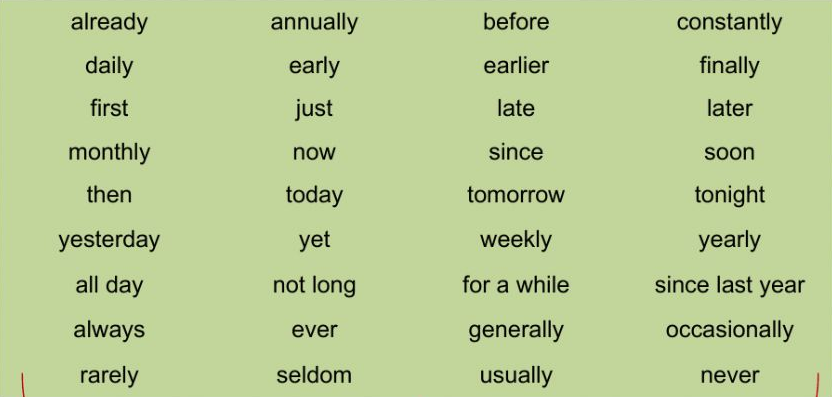 already annually before constantly
daily early earlier finally
first just late later
monthly now since soon
then today tomorrow tonight
yesterday yet weekly yearly
all day not long for a while since last year
always ever generally occasionally
rarely seldom usually never